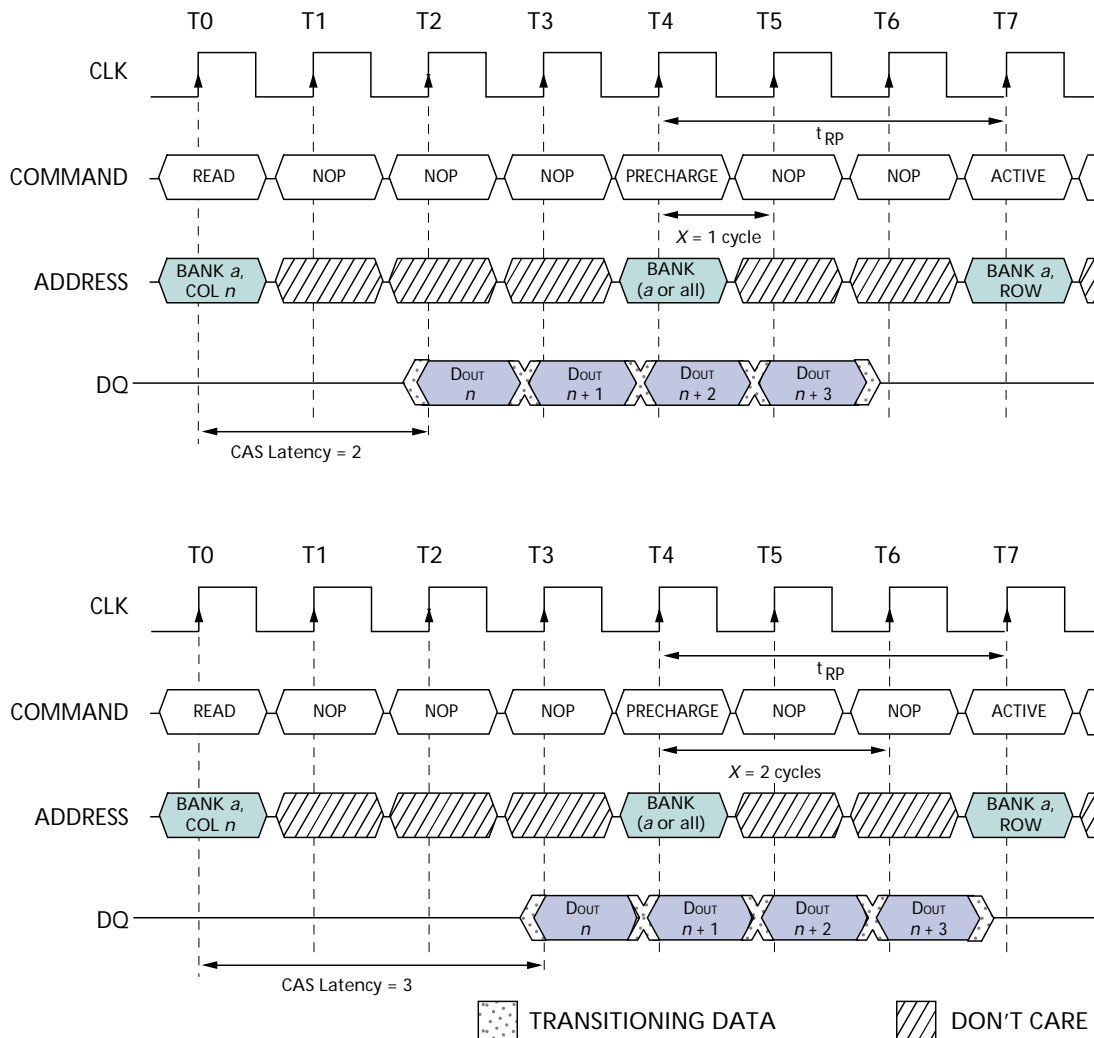 T0 T1 T2 T3 T4 T5 T6 T7
CLK
tRP
COMMAND READ NOP NOP NOP PRECHARGE NOP NOP ACTIVE
X = 1 cycle
ADDRESS BANK a, COL n BANK (a or all) BANK a, ROW
DQ DOUT n DOUT n + 1 DOUT n + 2 DOUT n + 3
CAS Latency = 2
T0 T1 T2 T3 T4 T5 T6 T7
CLK
tRP
COMMAND READ NOP NOP NOP PRECHARGE NOP NOP ACTIVE
X = 2 cycles
ADDRESS BANK a, COL n BANK (a or all) BANK a, ROW
DQ DOUT n DOUT n + 1 DOUT n + 2 DOUT n + 3
CAS Latency = 3
TRANSITIONING DATA DON'T CARE